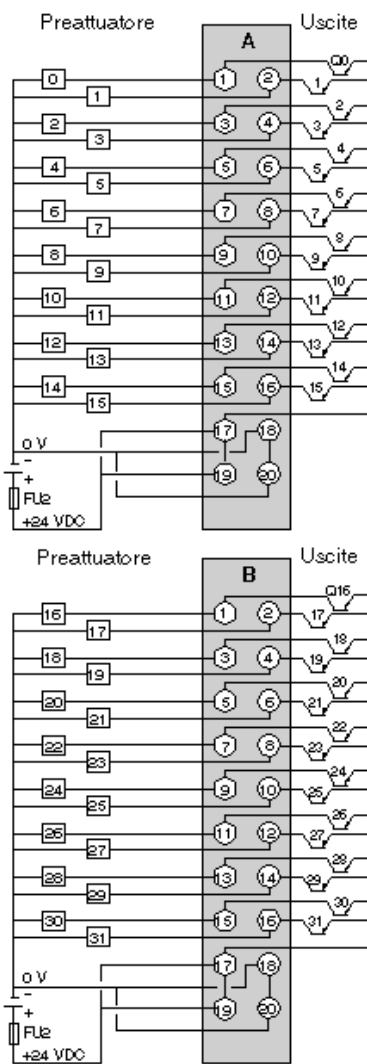 Preattuatore A Uscite
Q0
0 1 2 1
1
2
2 3 4 3
3
4
4 5 6 5
5
6
6 7 8 7
7
8
8 9 10 9
9
10
10 11 12 11
11
12
12 13 14 13
13
14
14 15 16 15
15
17 18
0 V
-
+ 19 20
FU2
+24 VDC
Preattuatore B Uscite
Q16
16 1 2 17
17
18
18 3 4 19
19
20
20 5 6 21
21
22
22 7 8 23
23
24
24 9 10 25
25
26
26 11 12 27
27
28
28 13 14 29
29
30
30 15 16 31
31
17 18
0 V
-
+ 19 20
FU2
+24 VDC